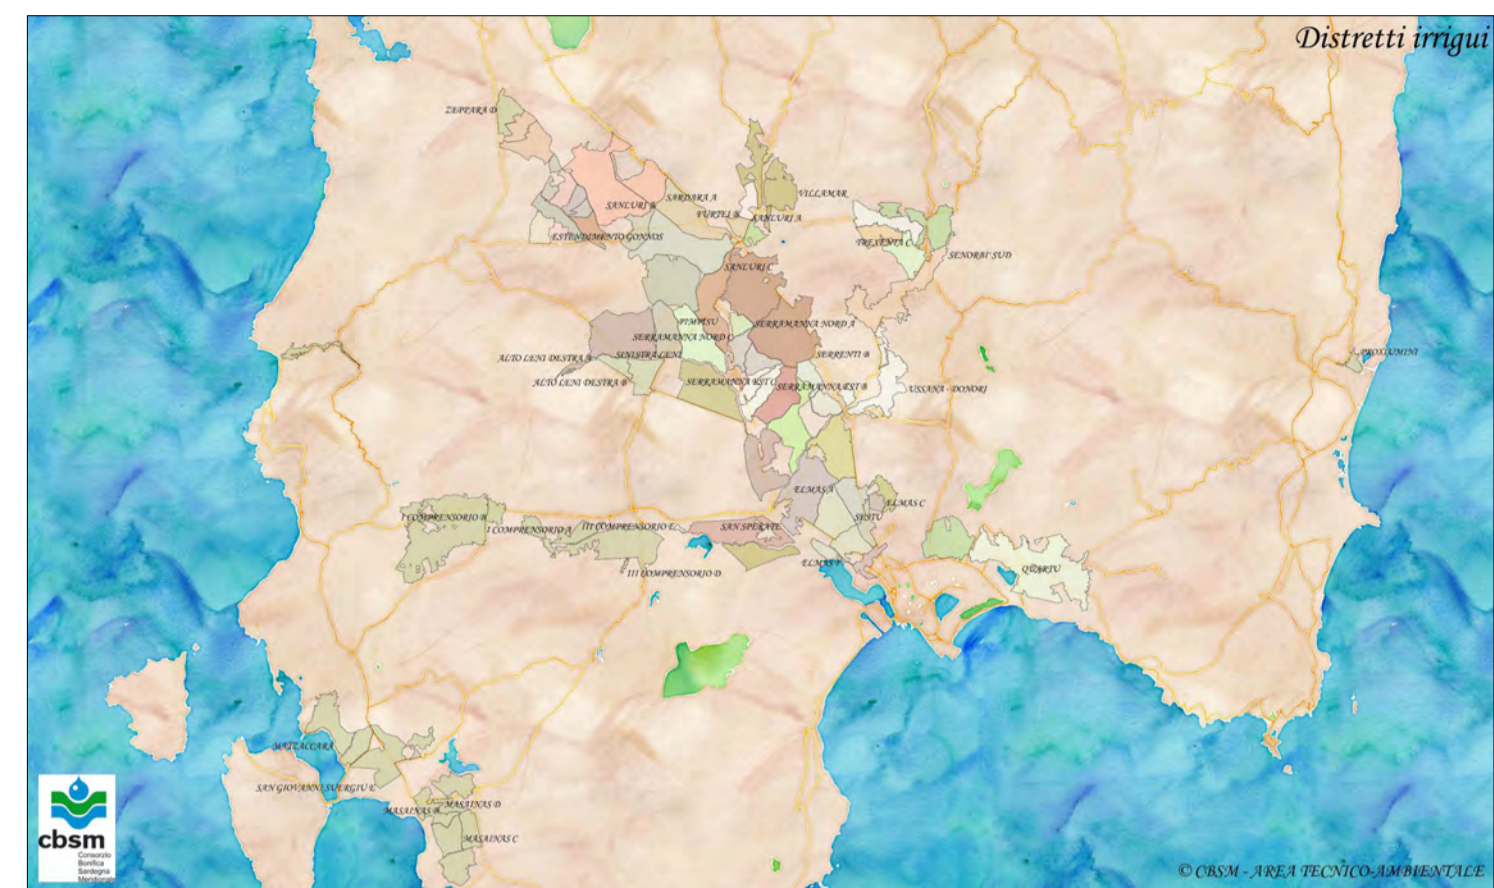 Distretti irrigui
ZEPPARA D
SARDARA A
VILLAMAR
SANLURI B
FURTEI B
SANLURI A
ESTENDIMENTO GONNOS
TREXENTA C
SENORBI' SUD
SANLURI C
PIMPISU
SERRAMANNA NORD A
SERRAMANNA NORD C
SINISTRA LENI
SERRENTI B
PROXIUMINI
ALTO LENI DESTRA A
ALTO LENI DESTRA B
SERRAMANNA EST C
SERRAMANNA EST B
USSANA - DONORI
ELMAS A
ELMAS C
I COMPRENSORIO B
SESTU
I COMPRENSORIO A
III COMPRENSORIO E
SAN SPERATE
ELMAS F
QUARTU
III COMPRENSORIO D
MATZACCARA
SAN GIOVANNI SUERGIU E
MASAINAS B
MASAINAS D
MASAINAS C
cbsm
Consorzio
Bonifica
Sardegna
Meridionale
© CBSM - AREA TECNICO-AMBIENTALE